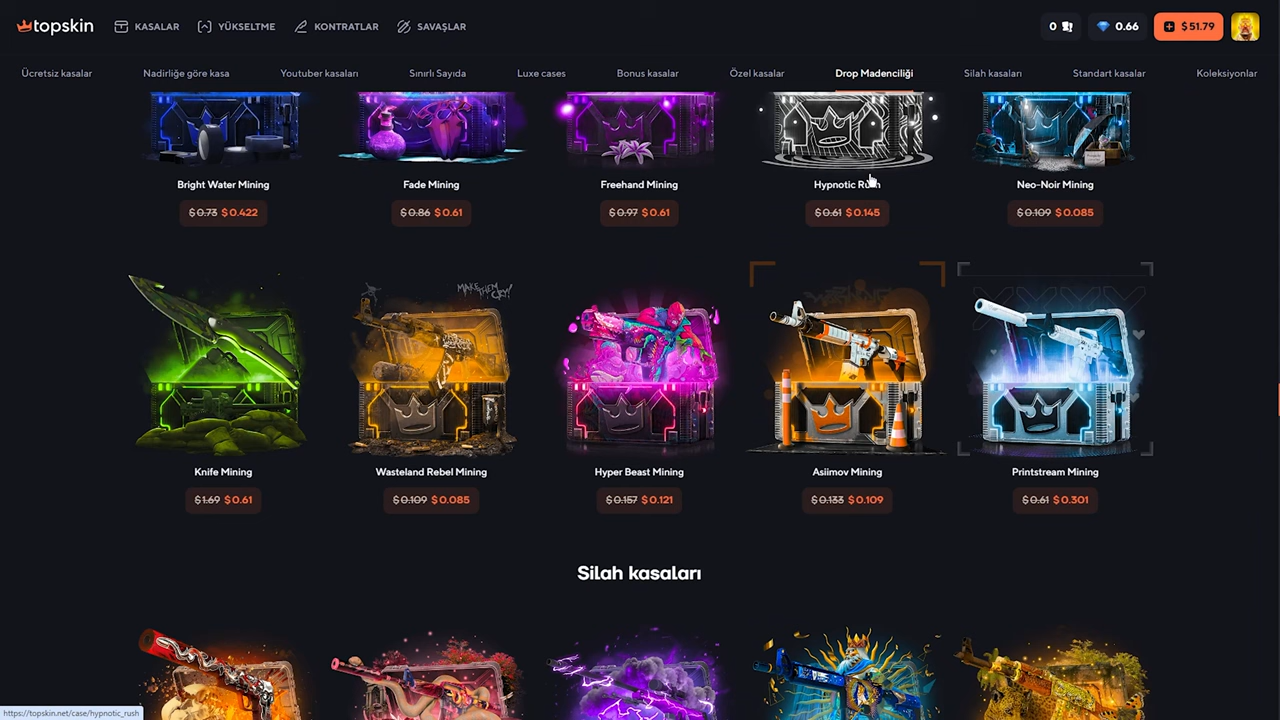 topskin KASALAR YÜKSELTME KONTRATLAR SAVAŞLAR 0 0.66 $ 51.79
Ücretsiz kasalar Nadirliğe göre kasa Youtuber kasaları Sınırlı Sayıda Luxe cases Bonus kasalar Özel kasalar Drop Madenciliği Silah kasaları Standart kasalar Koleksiyonlar
Bright Water Mining Fade Mining Freehand Mining Hypnotic Rush Neo-Noir Mining
$ 0.73 $ 0.422 $ 0.86 $ 0.61 $ 0.97 $ 0.61 $ 0.61 $ 0.145 $ 0.109 $ 0.085
MAKE THEM CRY!
Knife Mining Wasteland Rebel Mining Hyper Beast Mining Asiimov Mining Printstream Mining
$ 1.69 $ 0.61 $ 0.109 $ 0.085 $ 0.157 $ 0.121 $ 0.133 $ 0.109 $ 0.61 $ 0.301
Silah kasaları
https://topskin.net/case/hypnotic_rush